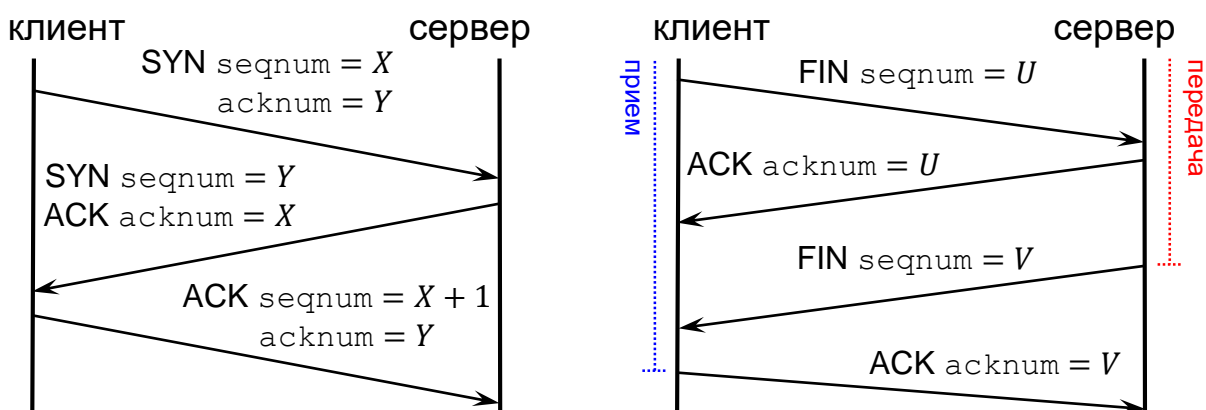 клиент
сервер
SYN seqnum = X
acknum = Y
SYN seqnum = Y
ACK acknum = X
ACK seqnum = X + 1
acknum = Y
клиент
сервер
прием
передача
FIN seqnum = U
ACK acknum = U
FIN seqnum = V
ACK acknum = V